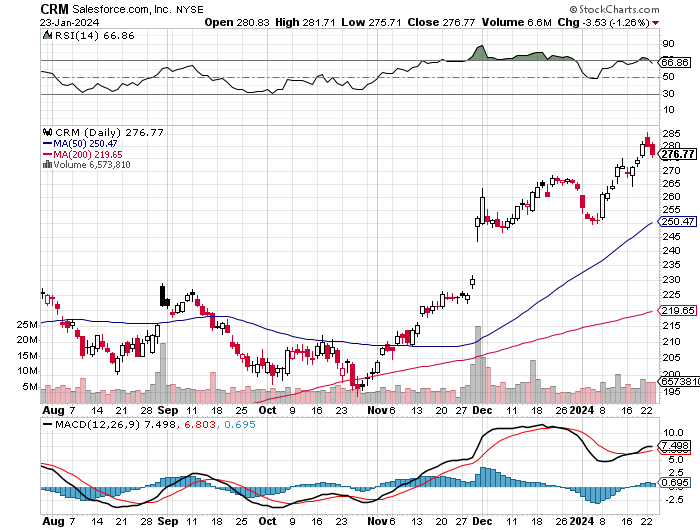 CRM Salesforce.com, Inc. NYSE
© StockCharts.com
23-Jan-2024
Open 280.83 High 281.71 Low 275.71 Close 276.77 Volume 6.6M Chg -3.53 (-1.26%)
RSI(14) 66.86
90
70
66.86
50
30
10
CRM (Daily) 276.77
MA(50) 250.47
MA(200) 219.65
Volume 6,573,810
285
280
276.77
270
265
260
255
250.47
245
240
235
230
225
219.65
215
210
205
200
6573810
195
25M
20M
15M
10M
5M
Aug 7 14 21 28 Sep 11 18 25 Oct 9 16 23 Nov 6 13 20 27 Dec 11 18 26 2024 8 16 22
MACD(12,26,9) 7.498, 6.803, 0.695
10.0
7.498
5.0
2.5
0.695
-2.5
Aug 7 14 21 28 Sep 11 18 25 Oct 9 16 23 Nov 6 13 20 27 Dec 11 18 26 2024 8 16 22